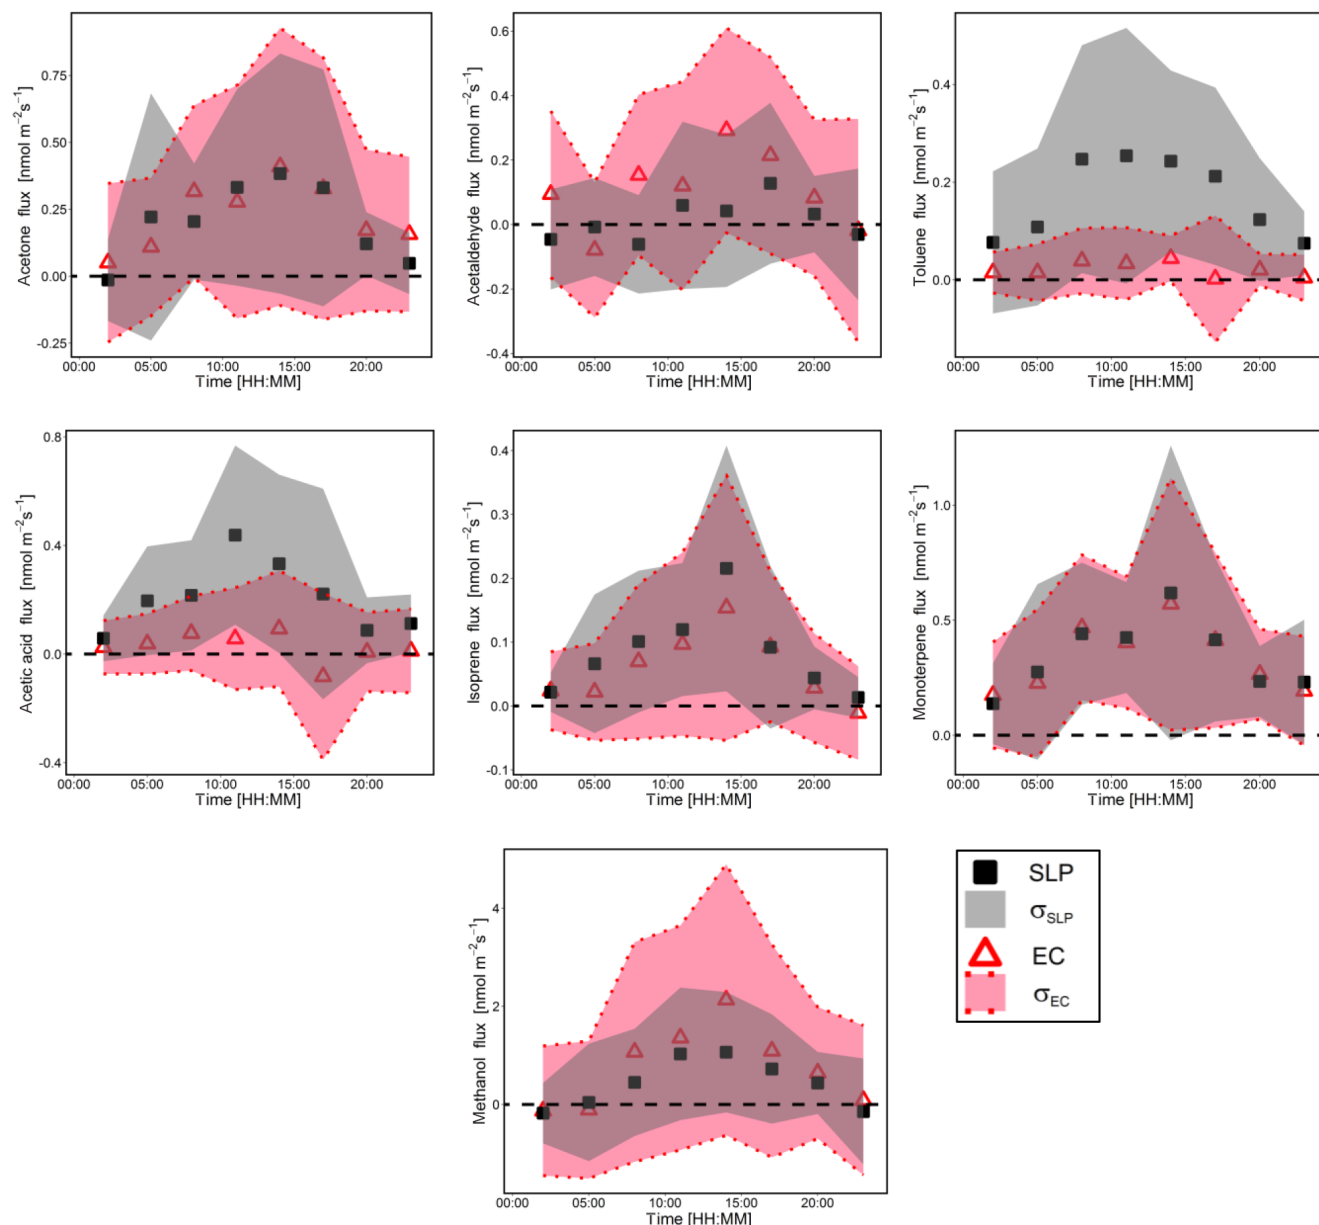 Acetone flux [nmol m⁻²s⁻¹]
0.75
0.50
0.25
0.00
-0.25
00:00 05:00 10:00 15:00 20:00
Time [HH:MM]
Acetaldehyde flux [nmol m⁻²s⁻¹]
0.6
0.4
0.2
0.0
-0.2
-0.4
00:00 05:00 10:00 15:00 20:00
Time [HH:MM]
Toluene flux [nmol m⁻²s⁻¹]
0.4
0.2
0.0
00:00 05:00 10:00 15:00 20:00
Time [HH:MM]
Acetic acid flux [nmol m⁻²s⁻¹]
0.8
0.4
0.0
-0.4
00:00 05:00 10:00 15:00 20:00
Time [HH:MM]
Isoprene flux [nmol m⁻²s⁻¹]
0.4
0.3
0.2
0.1
0.0
-0.1
00:00 05:00 10:00 15:00 20:00
Time [HH:MM]
Monoterpene flux [nmol m⁻²s⁻¹]
1.0
0.5
0.0
00:00 05:00 10:00 15:00 20:00
Time [HH:MM]
Methanol flux [nmol m⁻²s⁻¹]
4
2
0
00:00 05:00 10:00 15:00 20:00
Time [HH:MM]
SLP
σSLP
EC
σEC